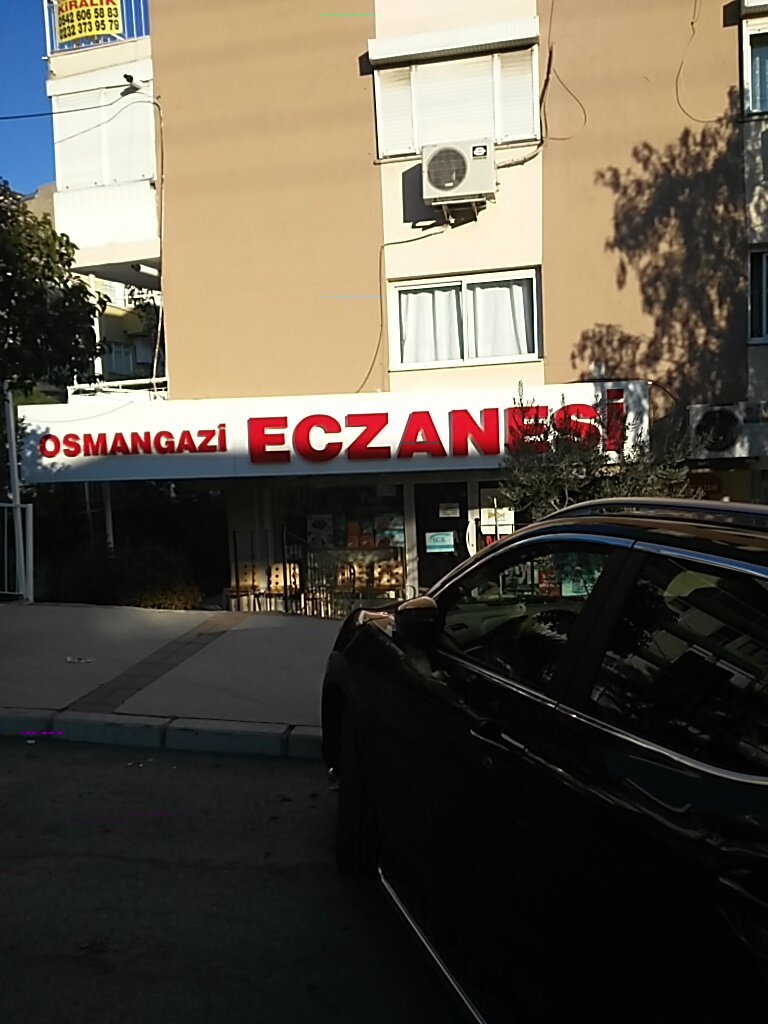 KİRALIK
0542 606 58 83
0232 373 95 79
OSMANGAZİ ECZANESİ